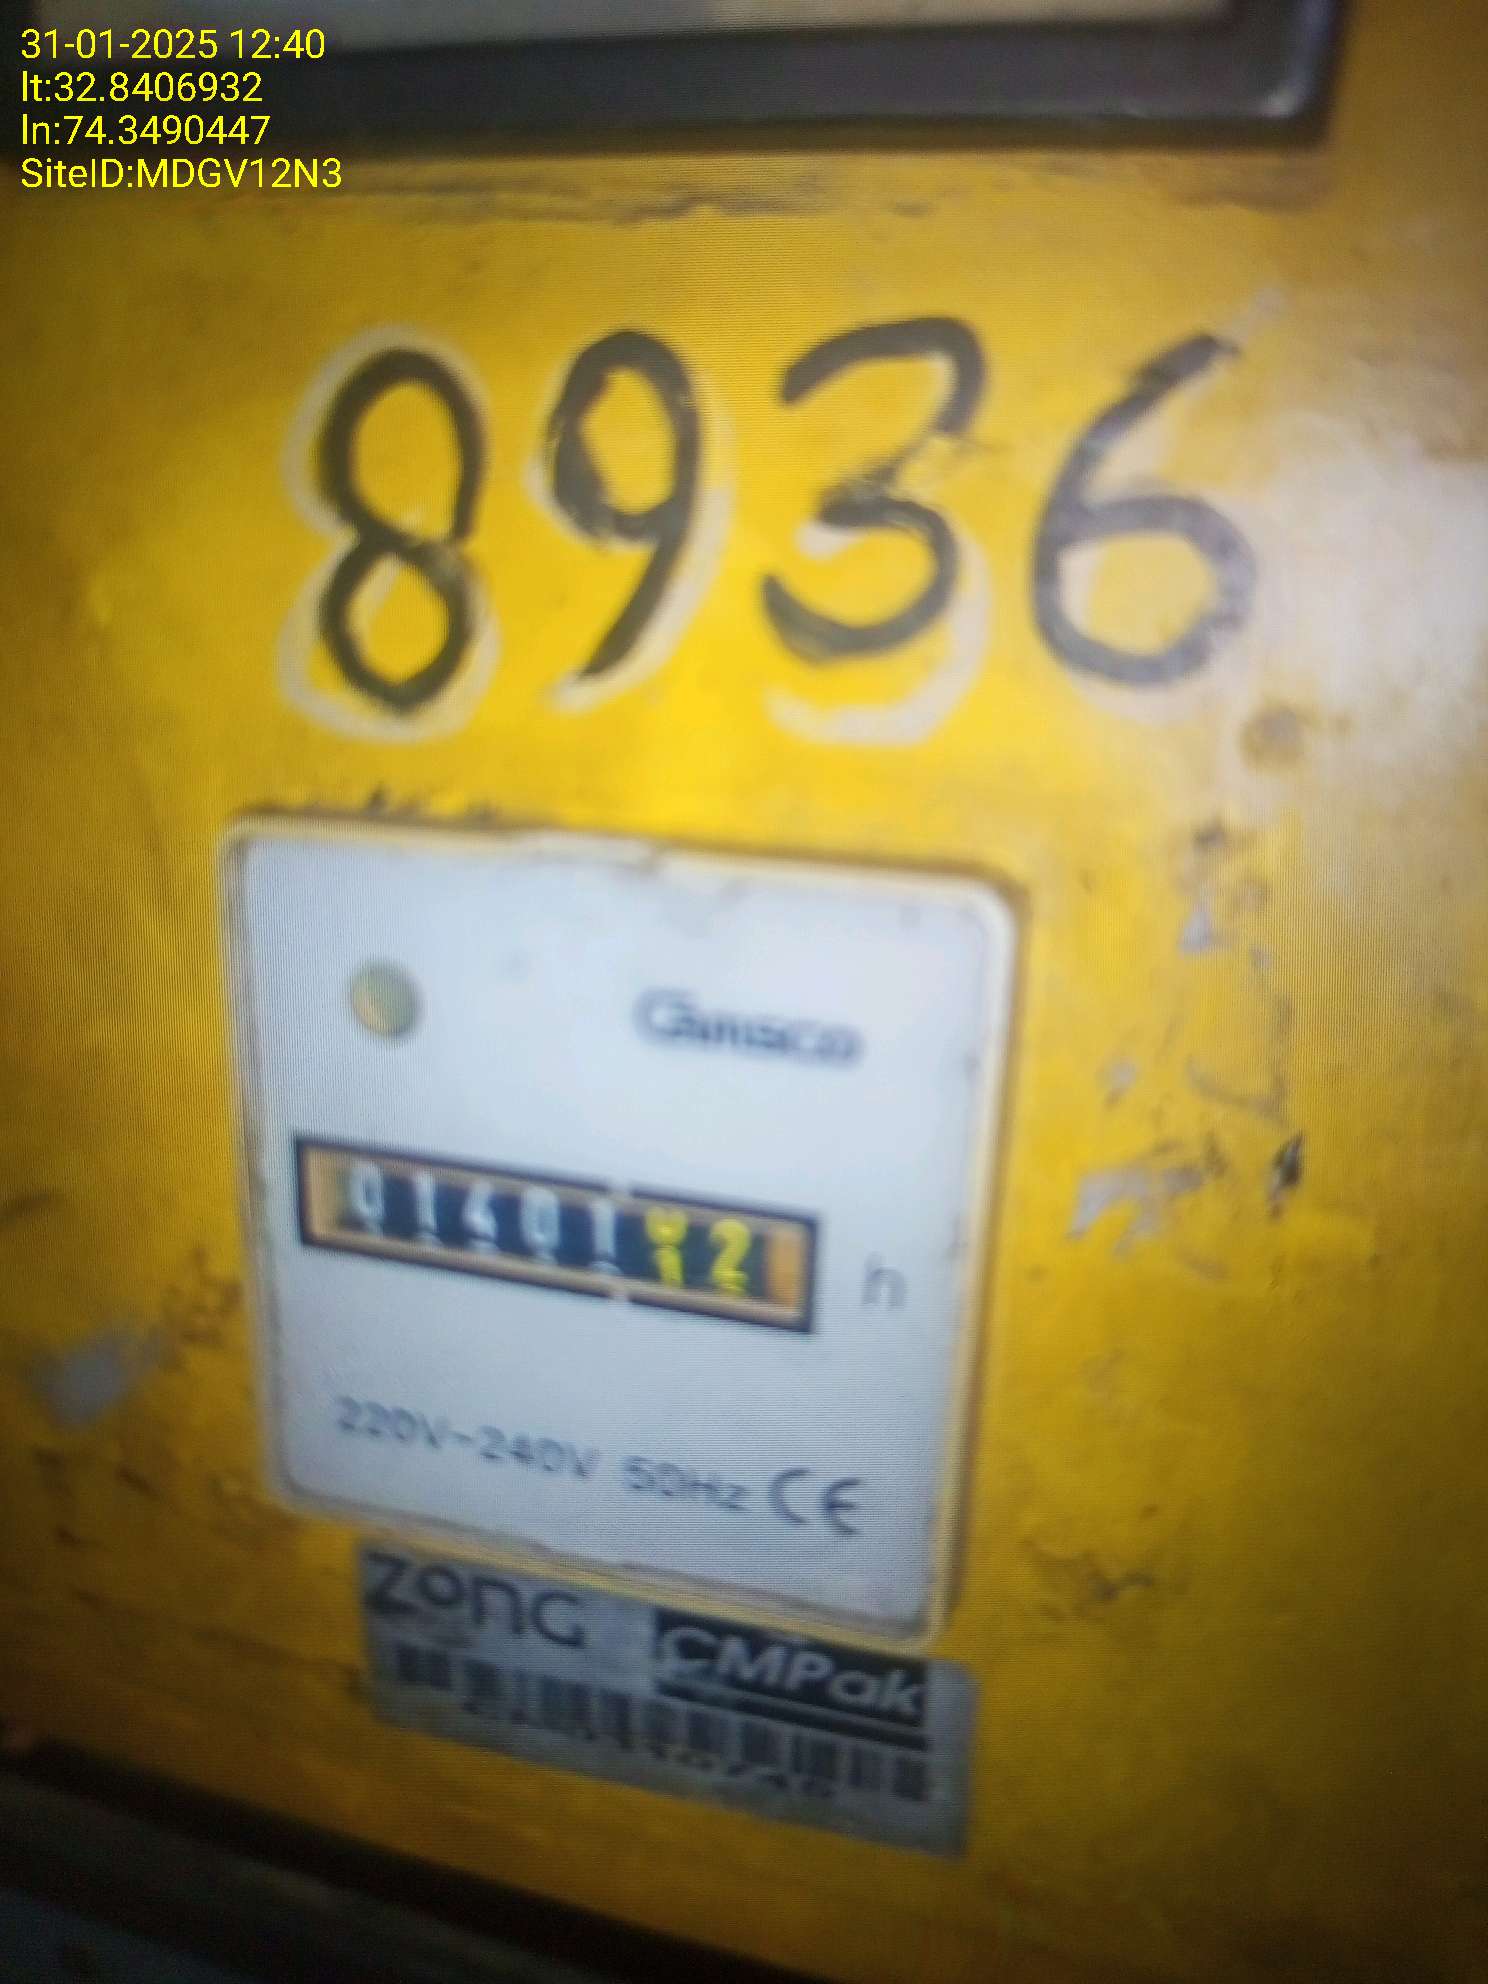 31-01-2025 12:40
lt:32.8406932
ln:74.3490447
SiteID:MDGV12N3
8936
h
220V-240V 50Hz CE
ZONG
CMPak